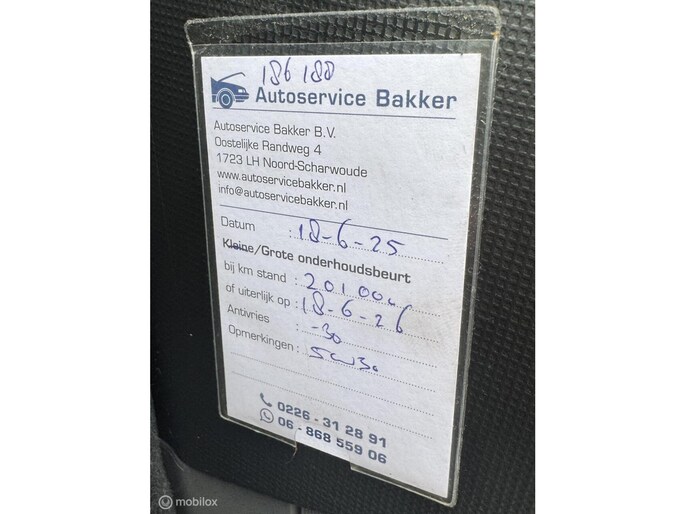 186 188
Autoservice Bakker
Autoservice Bakker B.V.
Oostelijke Randweg 4
1723 LH Noord-Scharwoude
www.autoservicebakker.nl
info@autoservicebakker.nl
Datum : 18-6-25
Kleine/Grote onderhoudsbeurt
bij km stand : 201000
of uiterlijk op : 18-6-26
Antivries : -30
Opmerkingen : 5w30
0226 - 31 28 91
06 - 868 559 06
mobilox